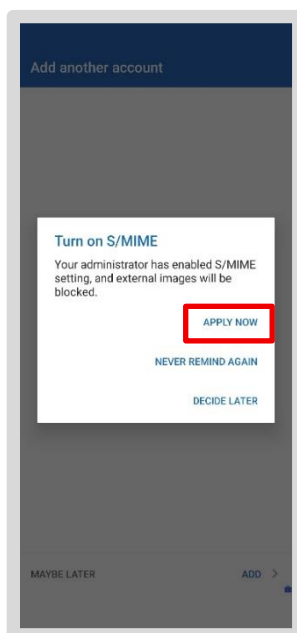 Add another account
Turn on S/MIME
Your administrator has enabled S/MIME
setting, and external images will be
blocked.
APPLY NOW
NEVER REMIND AGAIN
DECIDE LATER
MAYBE LATER
ADD >